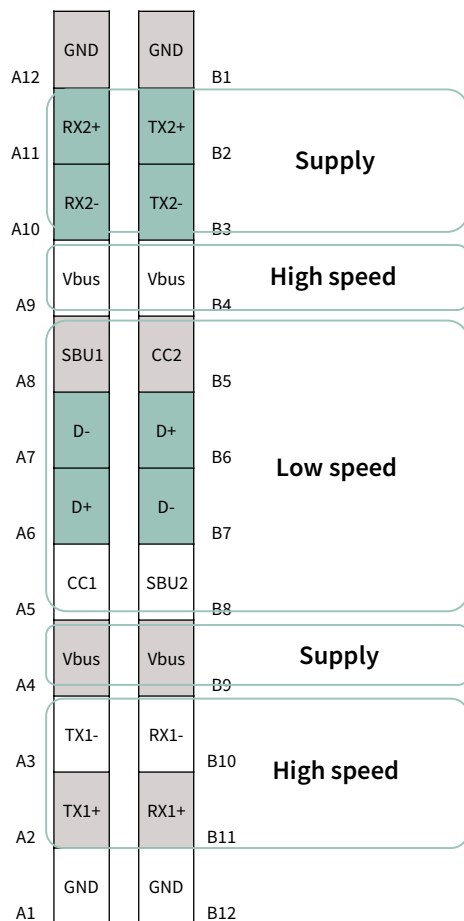 GND GND
A12 B1
RX2+ TX2+
A11 B2
Supply
RX2- TX2-
A10 B3
Vbus Vbus High speed
A9 B4
SBU1 CC2
A8 B5
D- D+
A7 B6
Low speed
D+ D-
A6 B7
CC1 SBU2
A5 B8
Vbus Vbus Supply
A4 B9
TX1- RX1-
A3 B10
High speed
TX1+ RX1+
A2 B11
GND GND
A1 B12